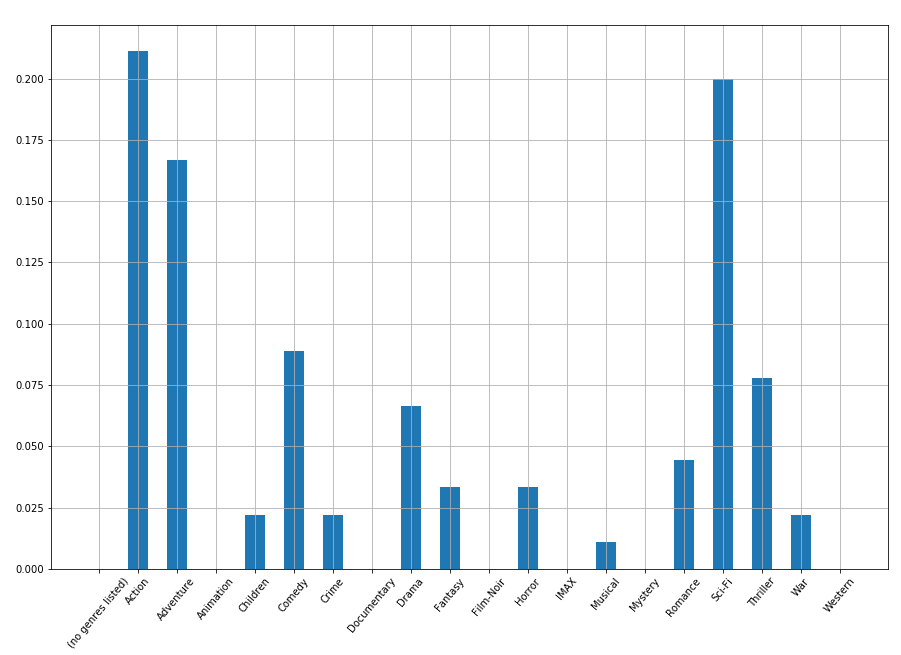 0.200
0.175
0.150
0.125
0.100
0.075
0.050
0.025
0.000
(no genres listed)
Action
Adventure
Animation
Children
Comedy
Crime
Documentary
Drama
Fantasy
Film-Noir
Horror
IMAX
Musical
Mystery
Romance
Sci-Fi
Thriller
War
Western